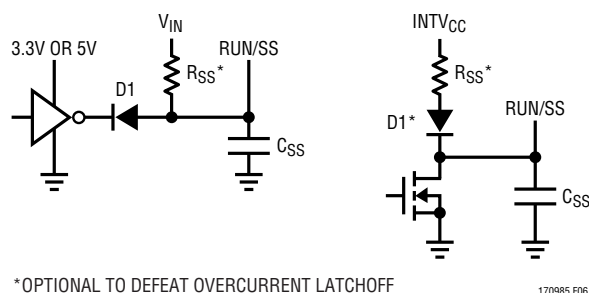 3.3V OR 5V
D1
VIN
RSS*
RUN/SS
CSS
INTVCC
RSS*
D1*
RUN/SS
CSS
*OPTIONAL TO DEFEAT OVERCURRENT LATCHOFF
170985 F06